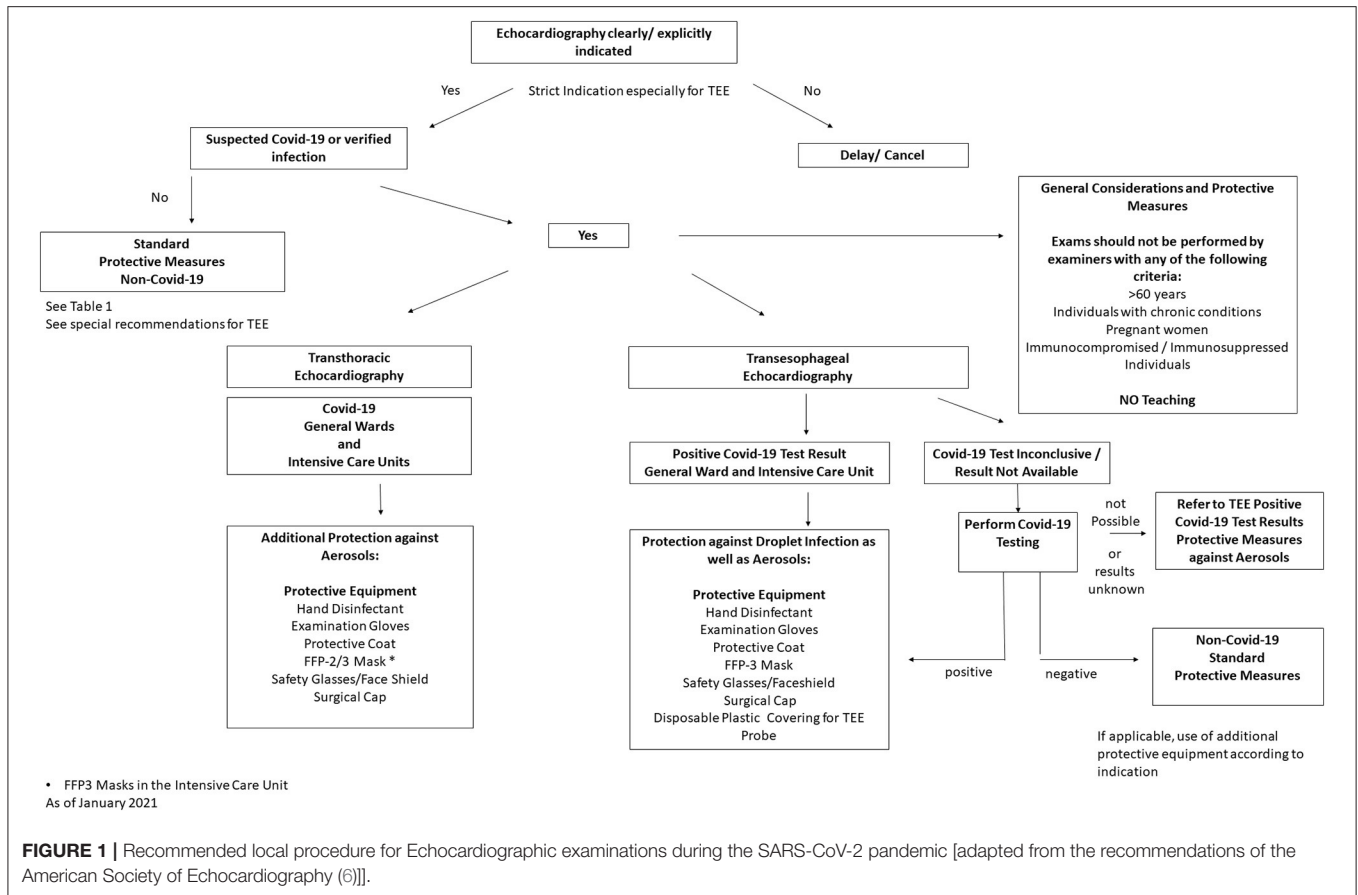 Echocardiography clearly/ explicitly
indicated
Yes
Strict Indication especially for TEE
No
Suspected Covid-19 or verified
infection
Delay/ Cancel
No
Standard
Protective Measures
Non-Covid-19
See Table 1
See special recommendations for TEE
Yes
General Considerations and Protective
Measures
Exams should not be performed by
examiners with any of the following
criteria:
>60 years
Individuals with chronic conditions
Pregnant women
Immunocompromised / Immunosuppressed
Individuals
NO Teaching
Transthoracic
Echocardiography
Covid-19
General Wards
and
Intensive Care Units
Additional Protection against
Aerosols:
Protective Equipment
Hand Disinfectant
Examination Gloves
Protective Coat
FFP-2/3 Mask *
Safety Glasses/Face Shield
Surgical Cap
Transesophageal
Echocardiography
Positive Covid-19 Test Result
General Ward and Intensive Care Unit
Protection against Droplet Infection as
well as Aerosols:
Protective Equipment
Hand Disinfectant
Examination Gloves
Protective Coat
FFP-3 Mask
Safety Glasses/Faceshield
Surgical Cap
Disposable Plastic Covering for TEE
Probe
Covid-19 Test Inconclusive /
Result Not Available
Perform Covid-19
Testing
not
Possible
or
results
unknown
Refer to TEE Positive
Covid-19 Test Results
Protective Measures
against Aerosols
positive
negative
Non-Covid-19
Standard
Protective Measures
If applicable, use of additional
protective equipment according to
indication
• FFP3 Masks in the Intensive Care Unit
As of January 2021
FIGURE 1 | Recommended local procedure for Echocardiographic examinations during the SARS-CoV-2 pandemic [adapted from the recommendations of the
American Society of Echocardiography (6)]].